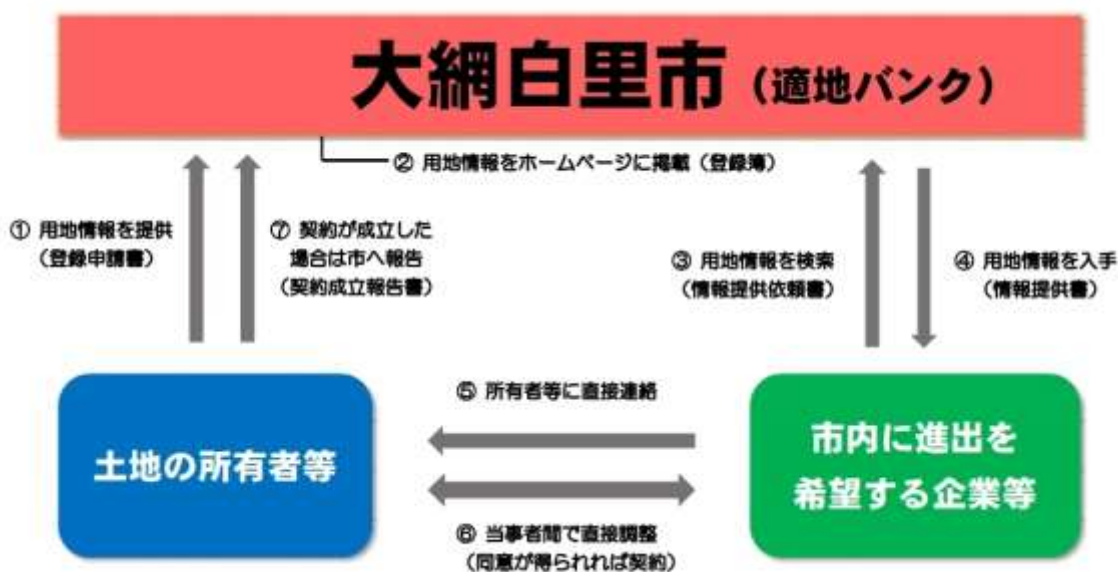 大網白里市（適地バンク）
② 用地情報をホームページに掲載（登録簿）
① 用地情報を提供
（登録申請書）
⑦ 契約が成立した
場合は市へ報告
（契約成立報告書）
③ 用地情報を検索
（情報提供依頼書）
④ 用地情報を入手
（情報提供書）
⑤ 所有者等に直接連絡
土地の所有者等
市内に進出を
希望する企業等
⑥ 当事者間で直接調整
（同意が得られれば契約）